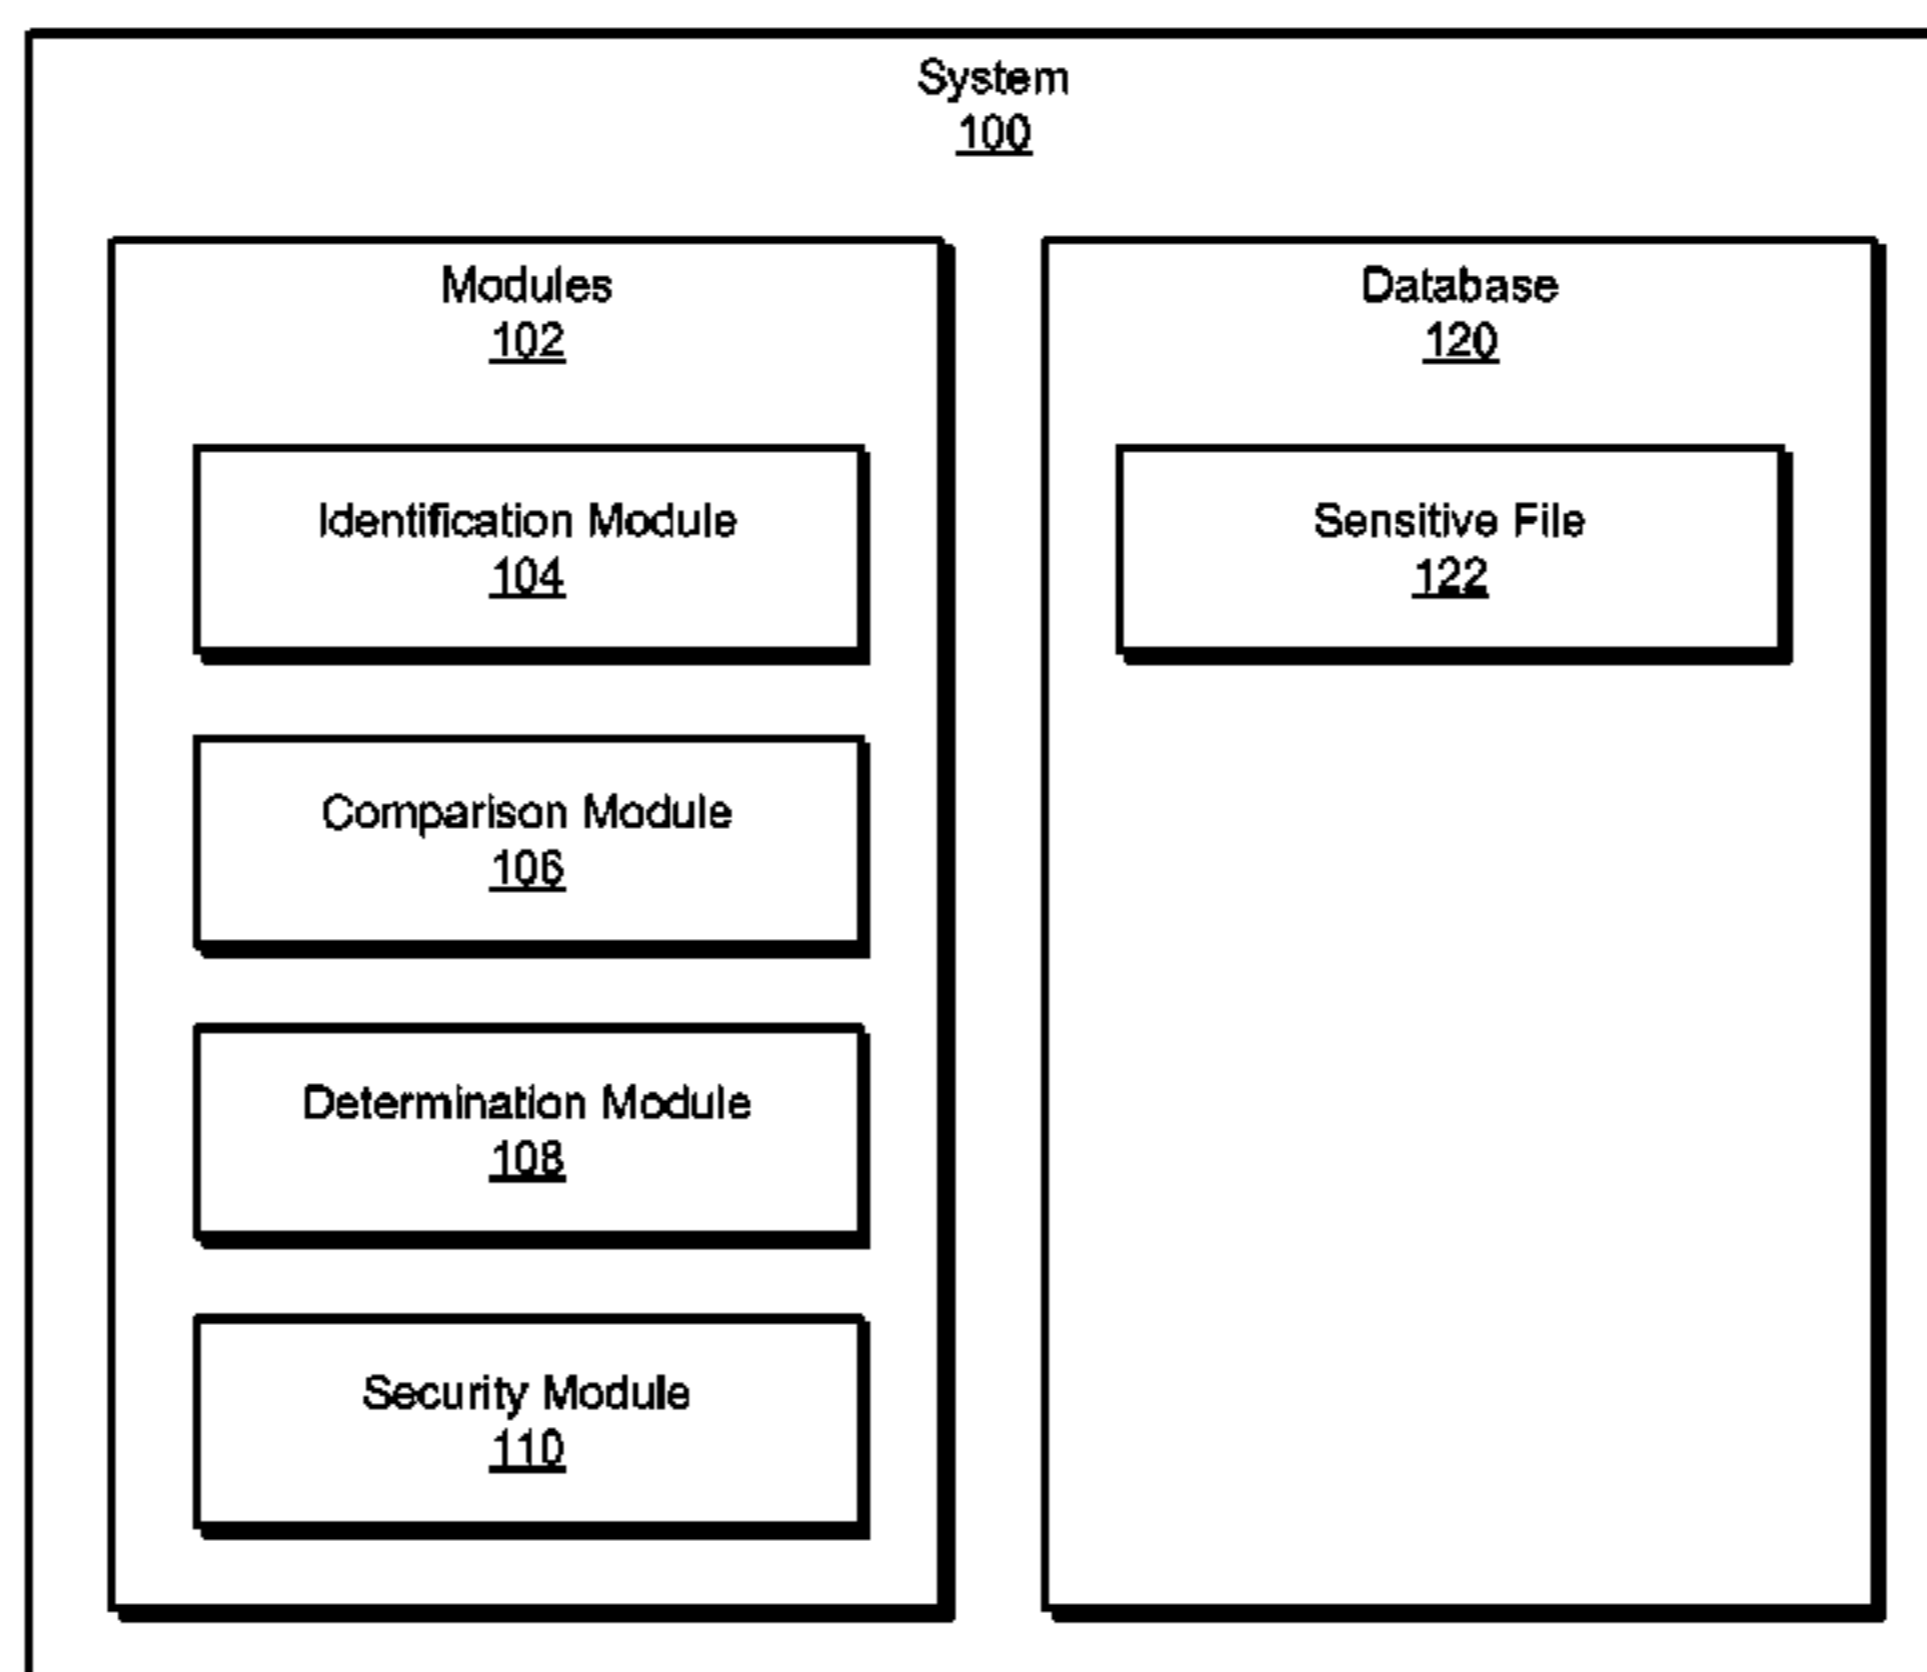 System
100
Modules
102
Identification Module
104
Comparison Module
106
Determination Module
108
Security Module
110
Database
120
Sensitive File
122